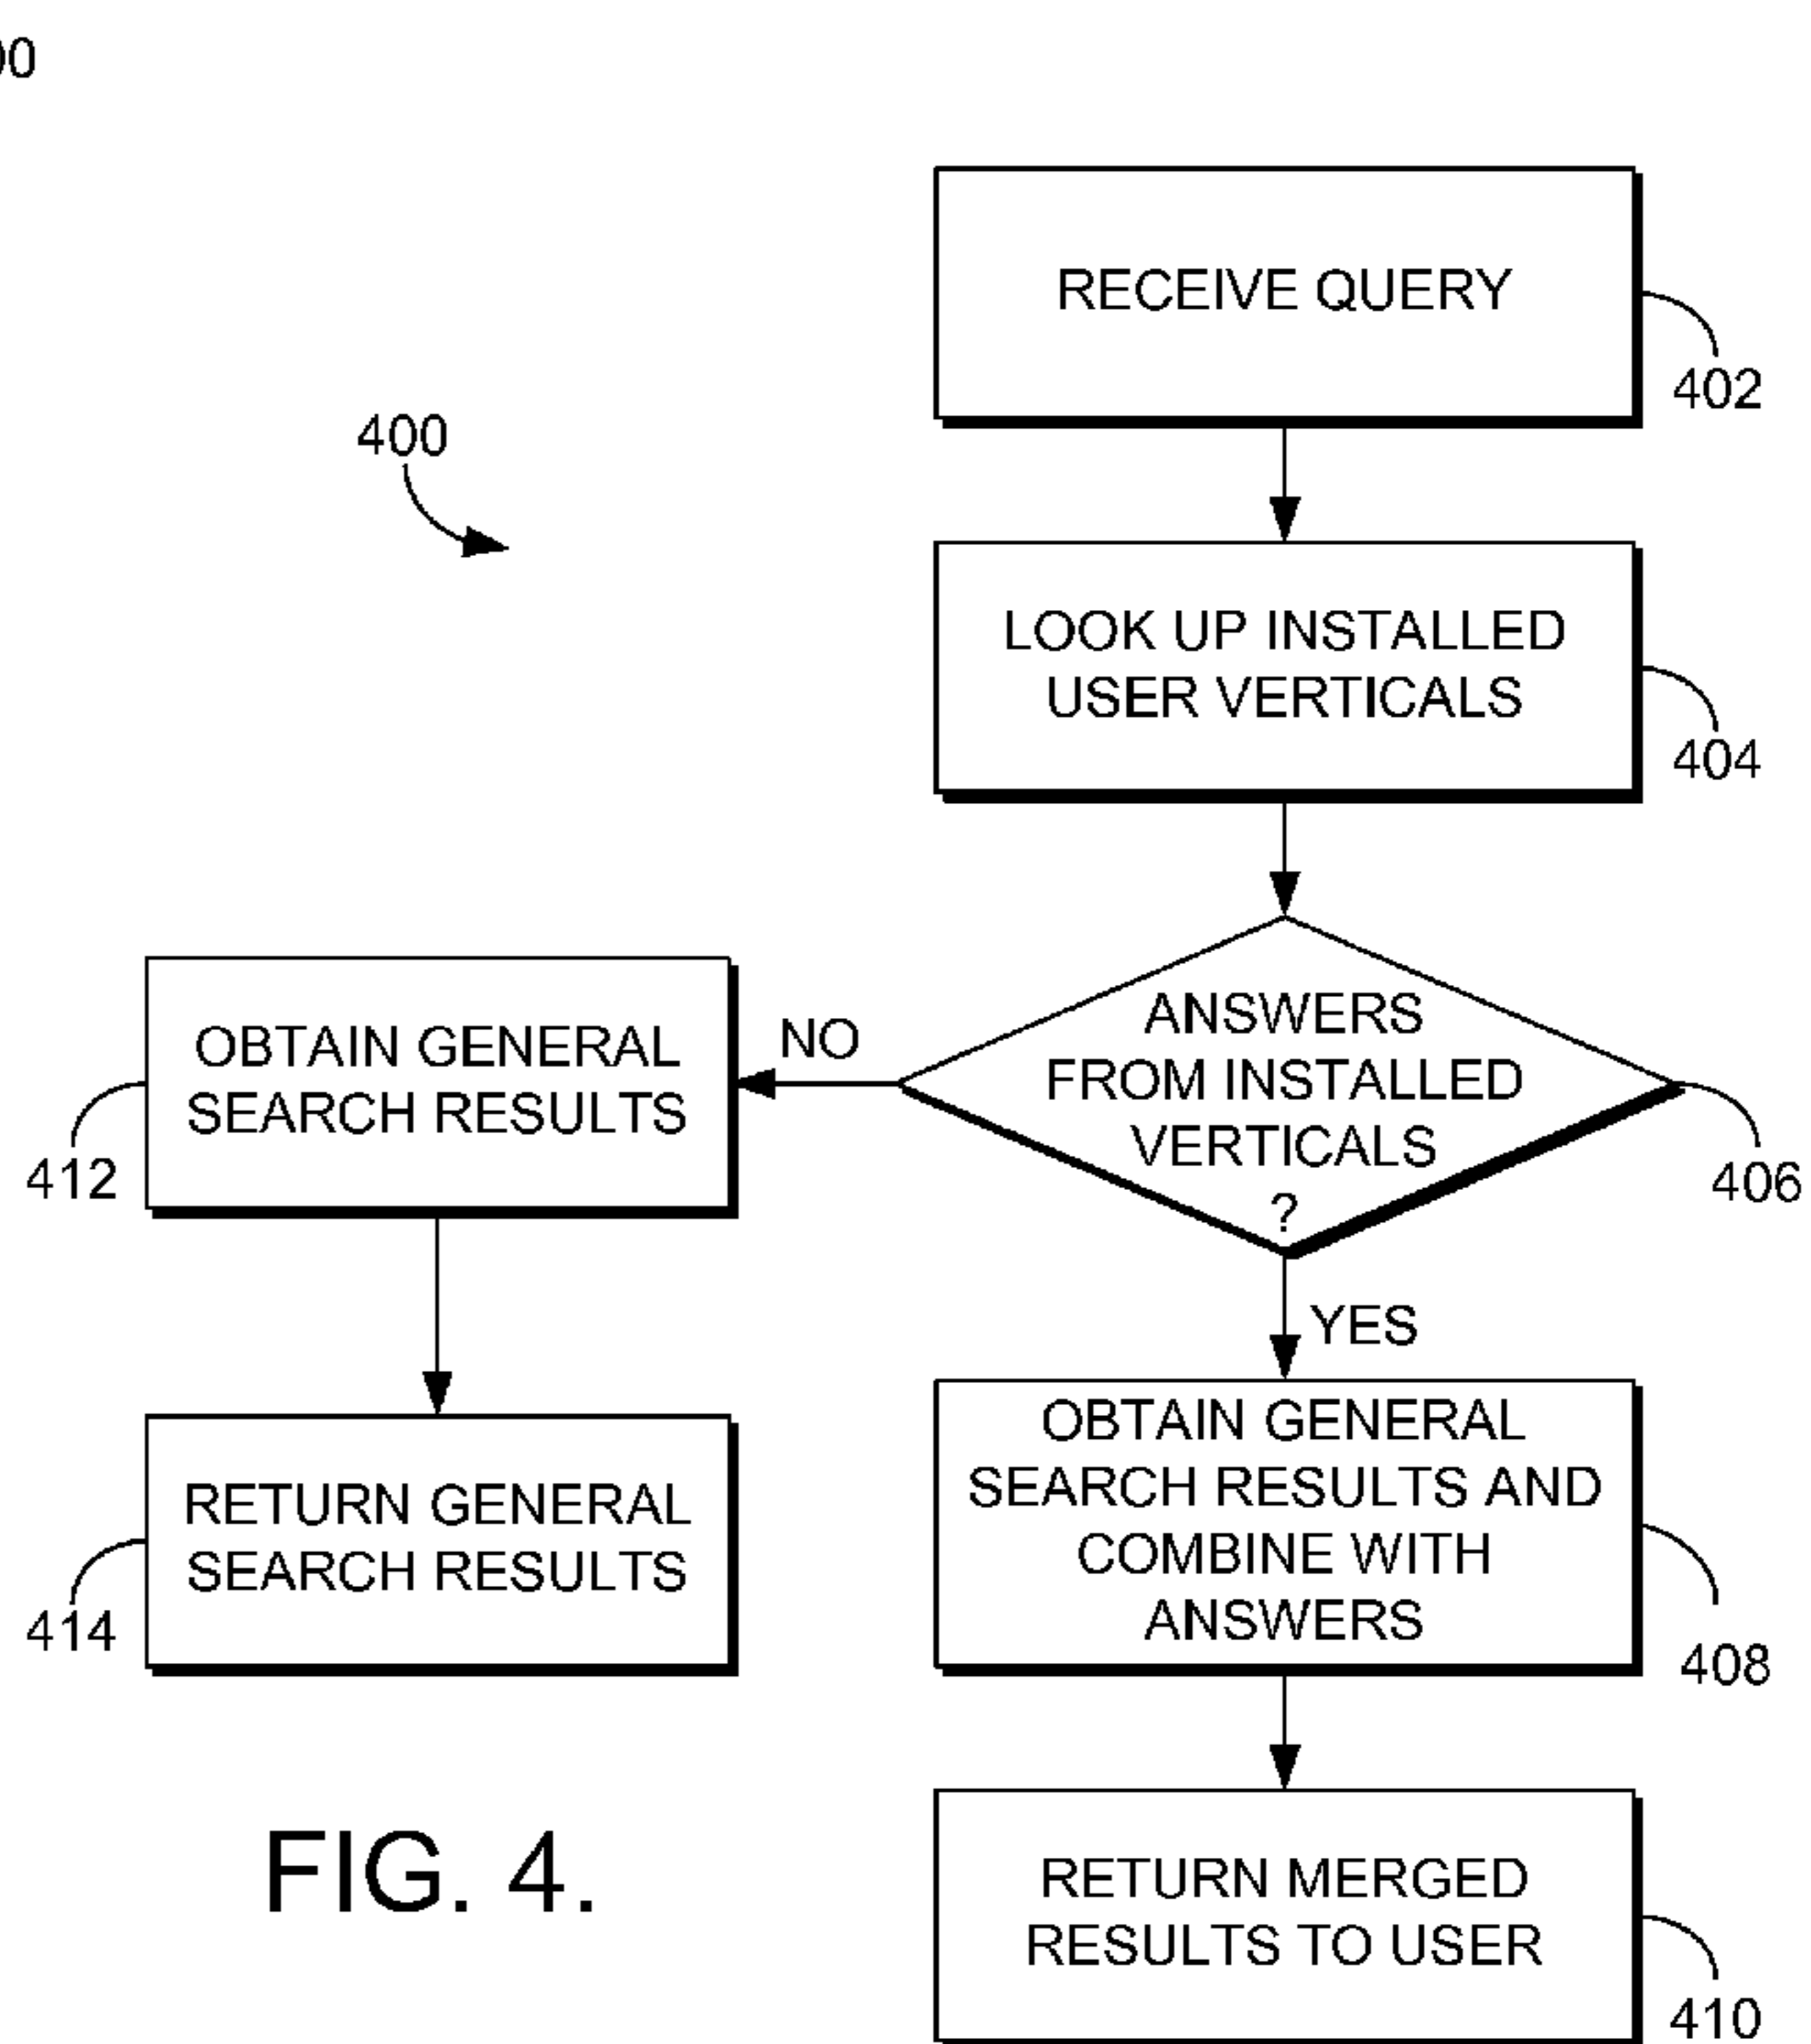 400
RECEIVE QUERY
402
LOOK UP INSTALLED
USER VERTICALS
404
ANSWERS
FROM INSTALLED
VERTICALS
?
406
NO
OBTAIN GENERAL
SEARCH RESULTS
412
RETURN GENERAL
SEARCH RESULTS
414
YES
OBTAIN GENERAL
SEARCH RESULTS AND
COMBINE WITH
ANSWERS
408
RETURN MERGED
RESULTS TO USER
410
FIG. 4.